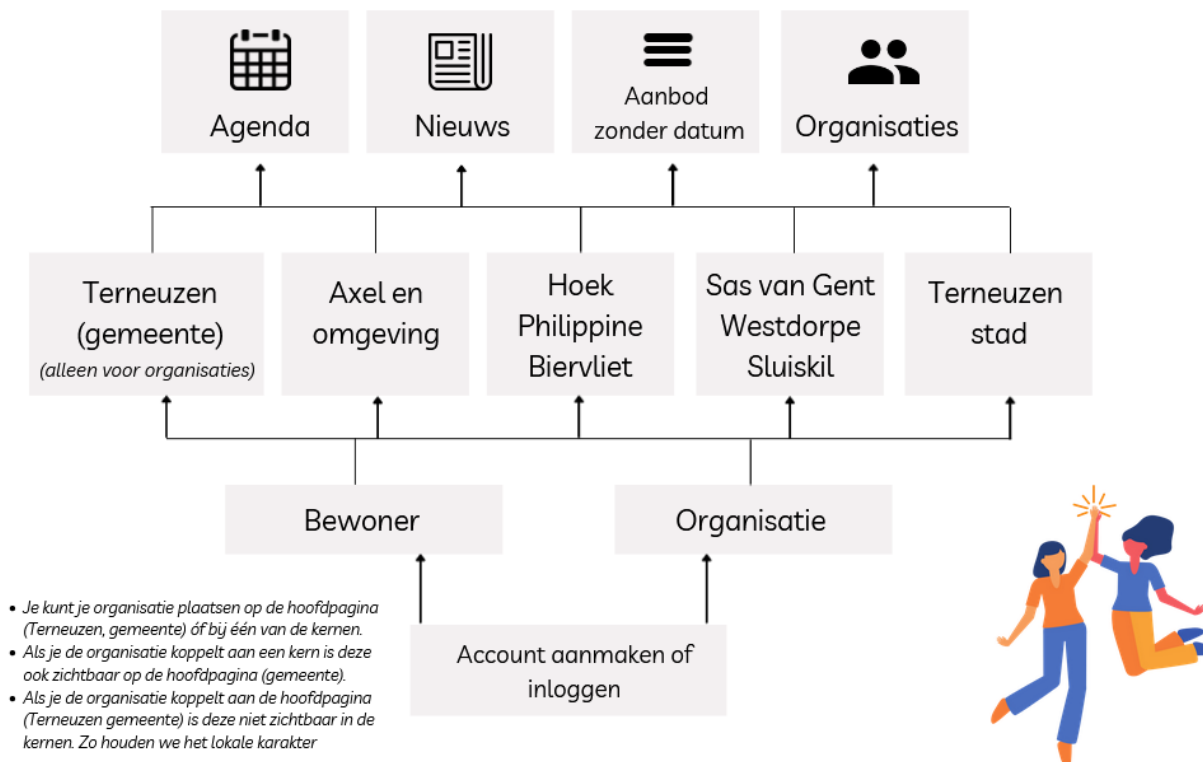 Agenda
Nieuws
Aanbod
zonder datum
Organisaties
Terneuzen
(gemeente)
(alleen voor organisaties)
Axel en
omgeving
Hoek
Philippine
Biervliet
Sas van Gent
Westdorpe
Sluiskil
Terneuzen
stad
Bewoner
Organisatie
Account aanmaken of
inloggen
• Je kunt je organisatie plaatsen op de hoofdpagina
(Terneuzen, gemeente) óf bij één van de kernen.
• Als je de organisatie koppelt aan een kern is deze
ook zichtbaar op de hoofdpagina (gemeente).
• Als je de organisatie koppelt aan de hoofdpagina
(Terneuzen gemeente) is deze niet zichtbaar in de
kernen. Zo houden we het lokale karakter